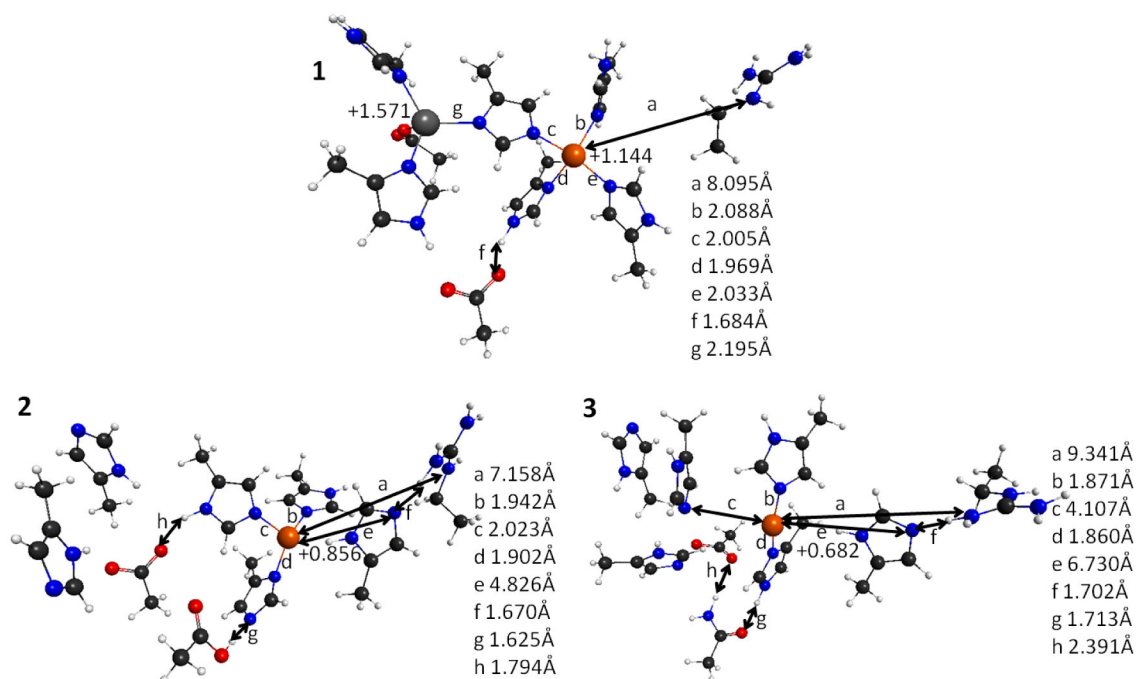 1
+1.571
g
c
b
a
+1.144
d
e
f
a 8.095Å
b 2.088Å
c 2.005Å
d 1.969Å
e 2.033Å
f 1.684Å
g 2.195Å
2
h
c
b
a
e
f
+0.856
d
g
a 7.158Å
b 1.942Å
c 2.023Å
d 1.902Å
e 4.826Å
f 1.670Å
g 1.625Å
h 1.794Å
3
c
b
a
e
f
d
+0.682
h
g
a 9.341Å
b 1.871Å
c 4.107Å
d 1.860Å
e 6.730Å
f 1.702Å
g 1.713Å
h 2.391Å